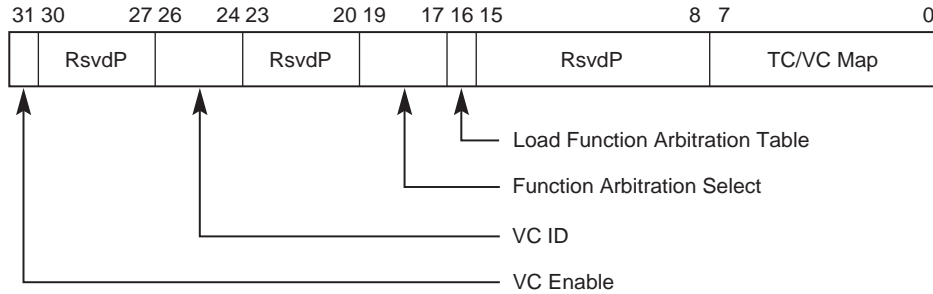 31 30 27 26 24 23 20 19 17 16 15 8 7 0
RsvdP RsvdP RsvdP TC/VC Map
Load Function Arbitration Table
Function Arbitration Select
VC ID
VC Enable